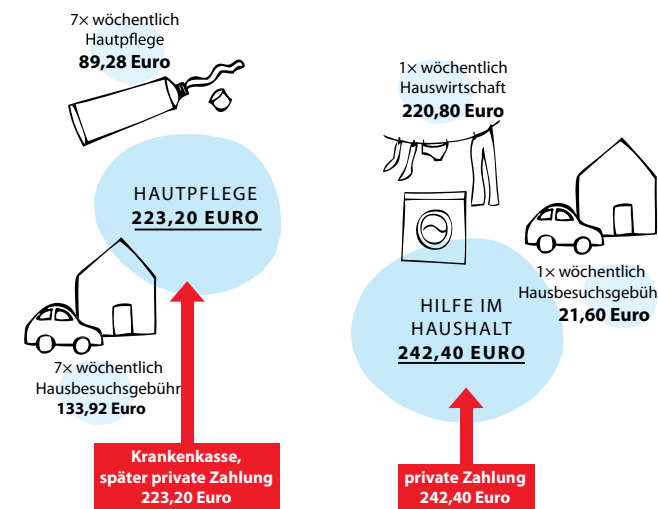 7× wöchentlich
Hautpflege
89,28 Euro
HAUTPFLEGE
223,20 EURO
7× wöchentlich
Hausbesuchsgebühr
133,92 Euro
Krankenkasse,
später private Zahlung
223,20 Euro
1× wöchentlich
Hauswirtschaft
220,80 Euro
1× wöchentlich
Hausbesuchsgebüh
21,60 Euro
HILFE IM
HAUSHALT
242,40 EURO
private Zahlung
242,40 Euro